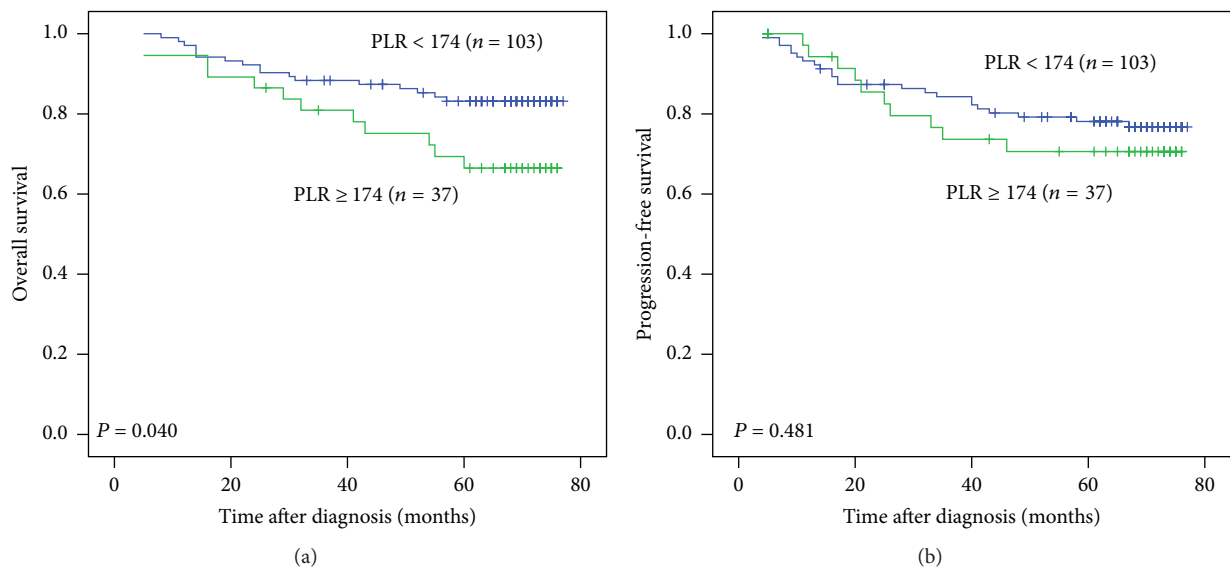 Overall survival
1.0
0.8
0.6
0.4
0.2
0.0
PLR < 174 (n = 103)
PLR ≥ 174 (n = 37)
P = 0.040
0 20 40 60 80
Time after diagnosis (months)
(a)
Progression-free survival
1.0
0.8
0.6
0.4
0.2
0.0
PLR < 174 (n = 103)
PLR ≥ 174 (n = 37)
P = 0.481
0 20 40 60 80
Time after diagnosis (months)
(b)